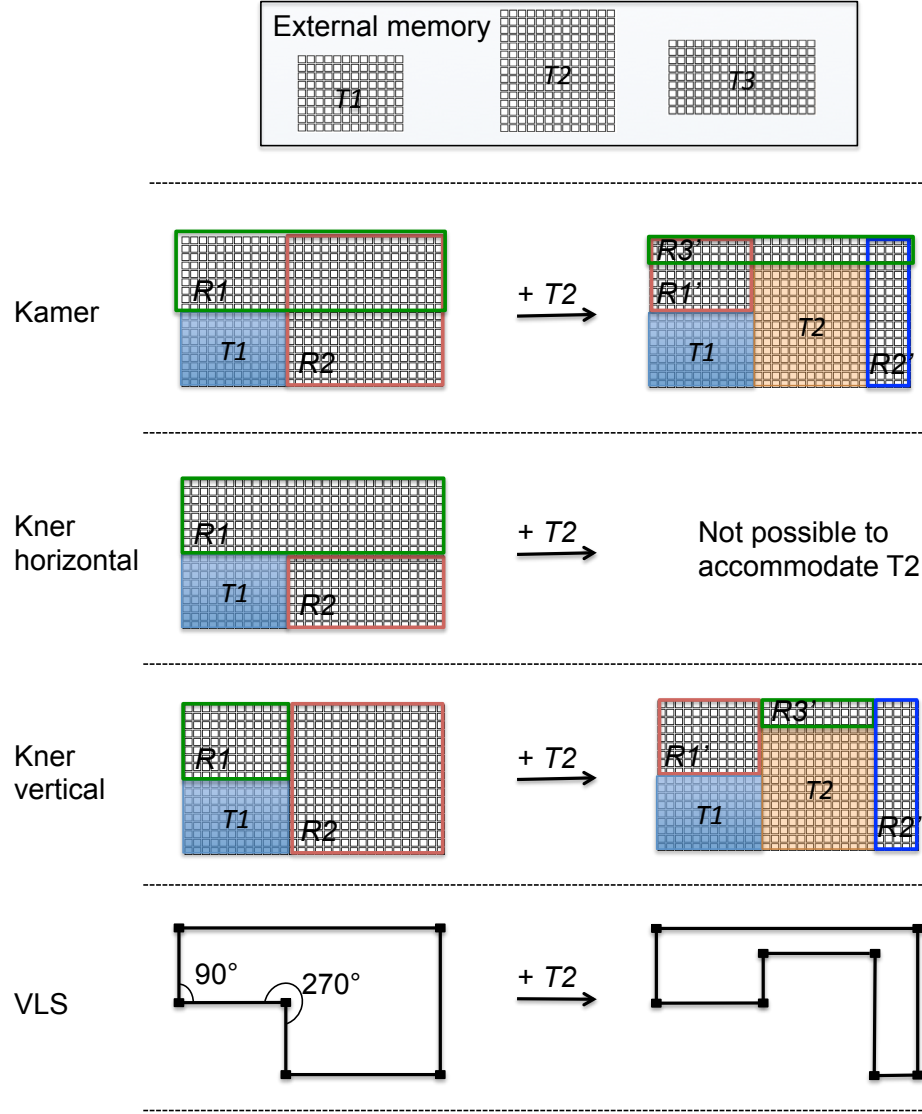 External memory
T1
T2
T3
Kamer
R1
T1
R2
+ T2
R3'
R1'
T1
T2
R2'
Kner
horizontal
R1
T1
R2
+ T2
Not possible to
accommodate T2
Kner
vertical
R1
T1
R2
+ T2
R3'
R1'
T1
T2
R2'
VLS
90°
270°
+ T2